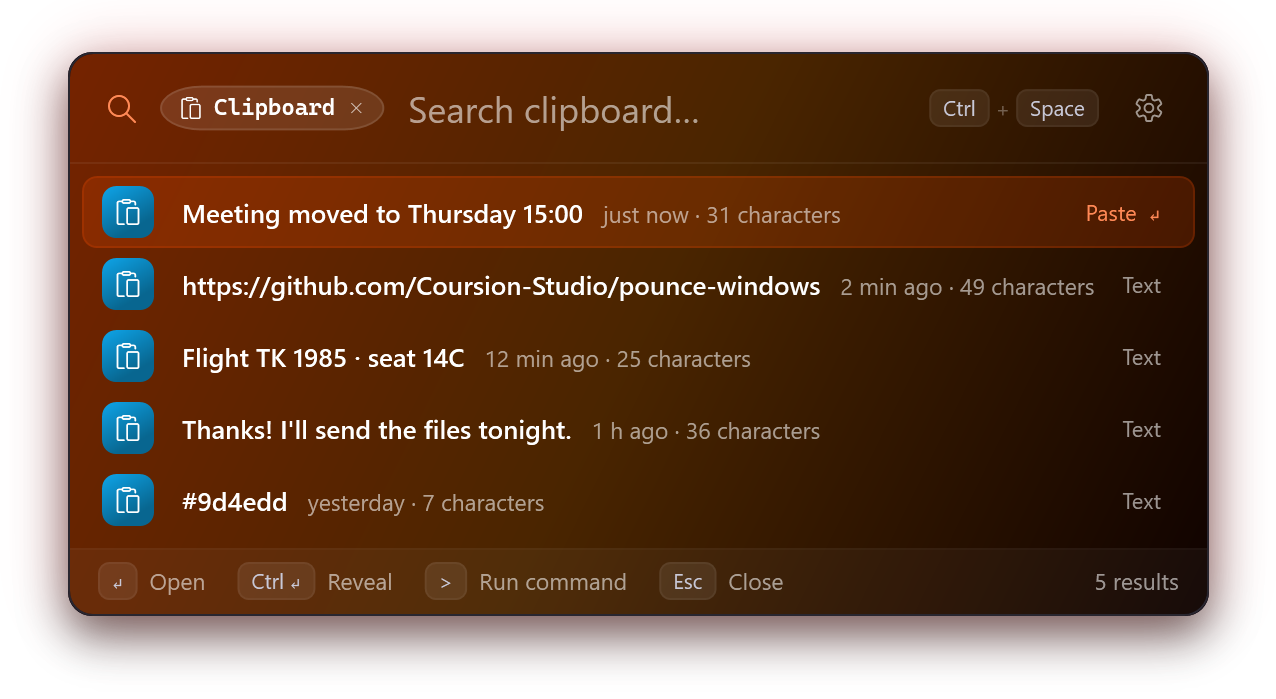 Clipboard × Search clipboard... Ctrl + Space
Meeting moved to Thursday 15:00 just now · 31 characters Paste ↲
https://github.com/Coursion-Studio/pounce-windows 2 min ago · 49 characters Text
Flight TK 1985 · seat 14C 12 min ago · 25 characters Text
Thanks! I'll send the files tonight. 1 h ago · 36 characters Text
#9d4edd yesterday · 7 characters Text
↲ Open Ctrl ↲ Reveal > Run command Esc Close 5 results